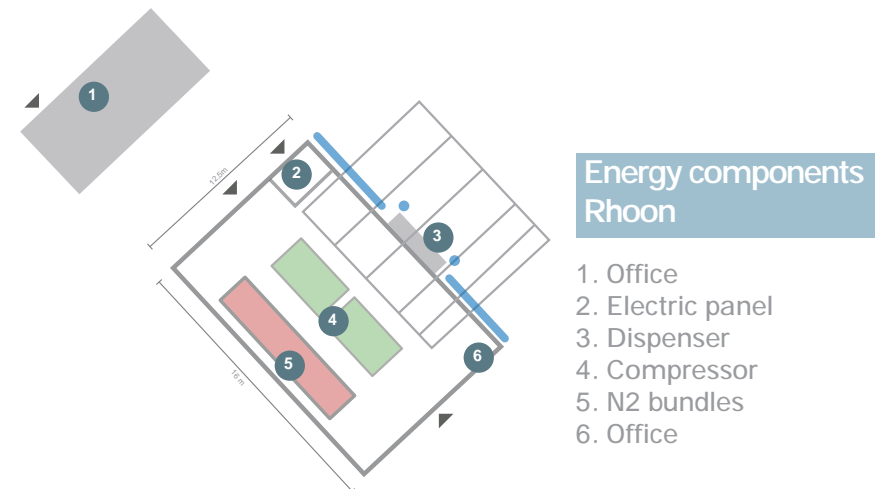 1
12,5m
2
3
4
5
6
16 m
Energy components
Rhoon
1. Office
2. Electric panel
3. Dispenser
4. Compressor
5. N2 bundles
6. Office